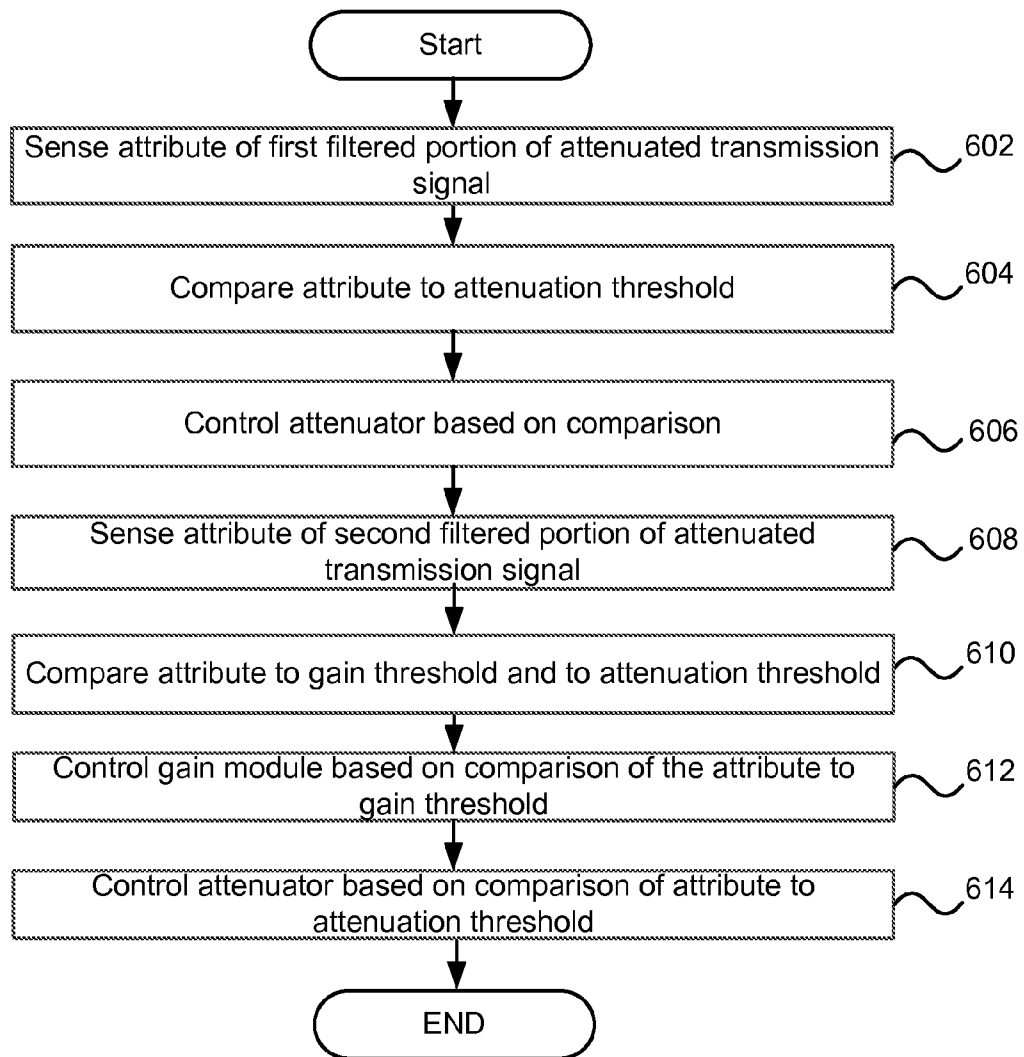 Start
Sense attribute of first filtered portion of attenuated transmission
signal
602
Compare attribute to attenuation threshold
604
Control attenuator based on comparison
606
Sense attribute of second filtered portion of attenuated
transmission signal
608
Compare attribute to gain threshold and to attenuation threshold
610
Control gain module based on comparison of the attribute to
gain threshold
612
Control attenuator based on comparison of attribute to
attenuation threshold
614
END